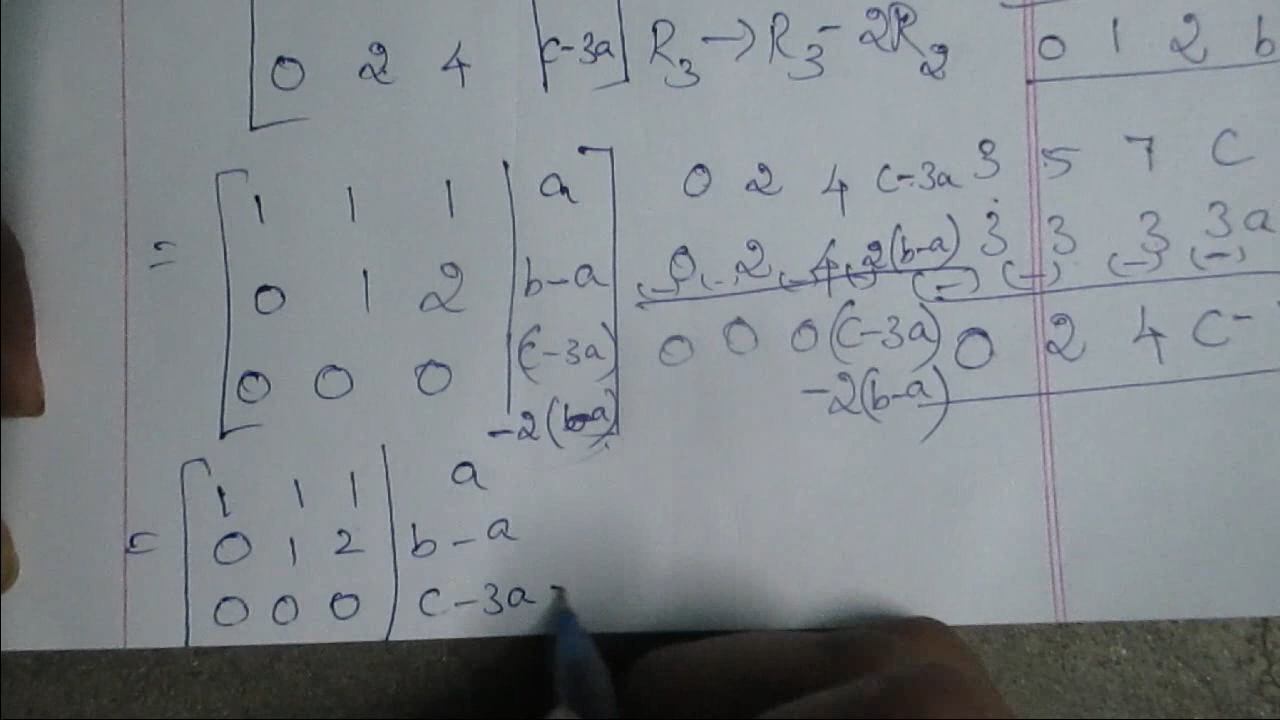 0 2 4 | c-3a] R₃ → R₃ - 2R₂
0 1 2 b
= [1 1 1 | a]
0 1 2 | b-a
0 0 0 | (c-3a)
-2(b-a)
0 2 4 c-3a
0 2 4 2(b-a)
(-) (-) (-) (-)
0 0 0 (c-3a)
-2(b-a)
3 5 7 c
3 3 3 3a
(-) (-) (-) (-)
0 2 4 c-
= [1 1 1 | a
0 1 2 | b-a
0 0 0 | c-3a -